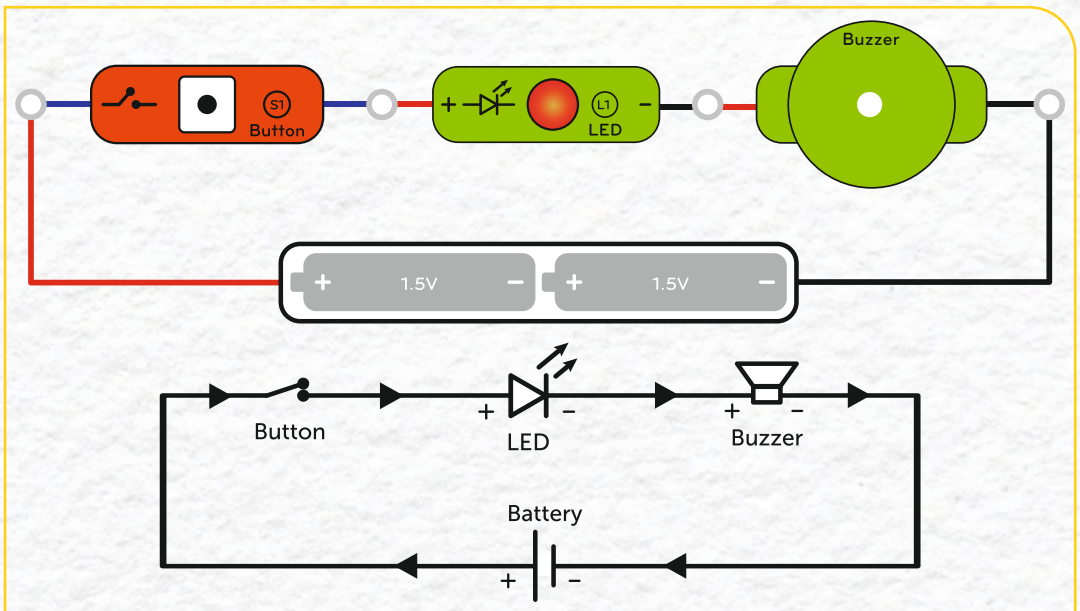 Buzzer
S1
Button
+
L1
-
LED
+ 1.5V - + 1.5V -
+ -
+ -
Button
LED
Buzzer
Battery
+ -